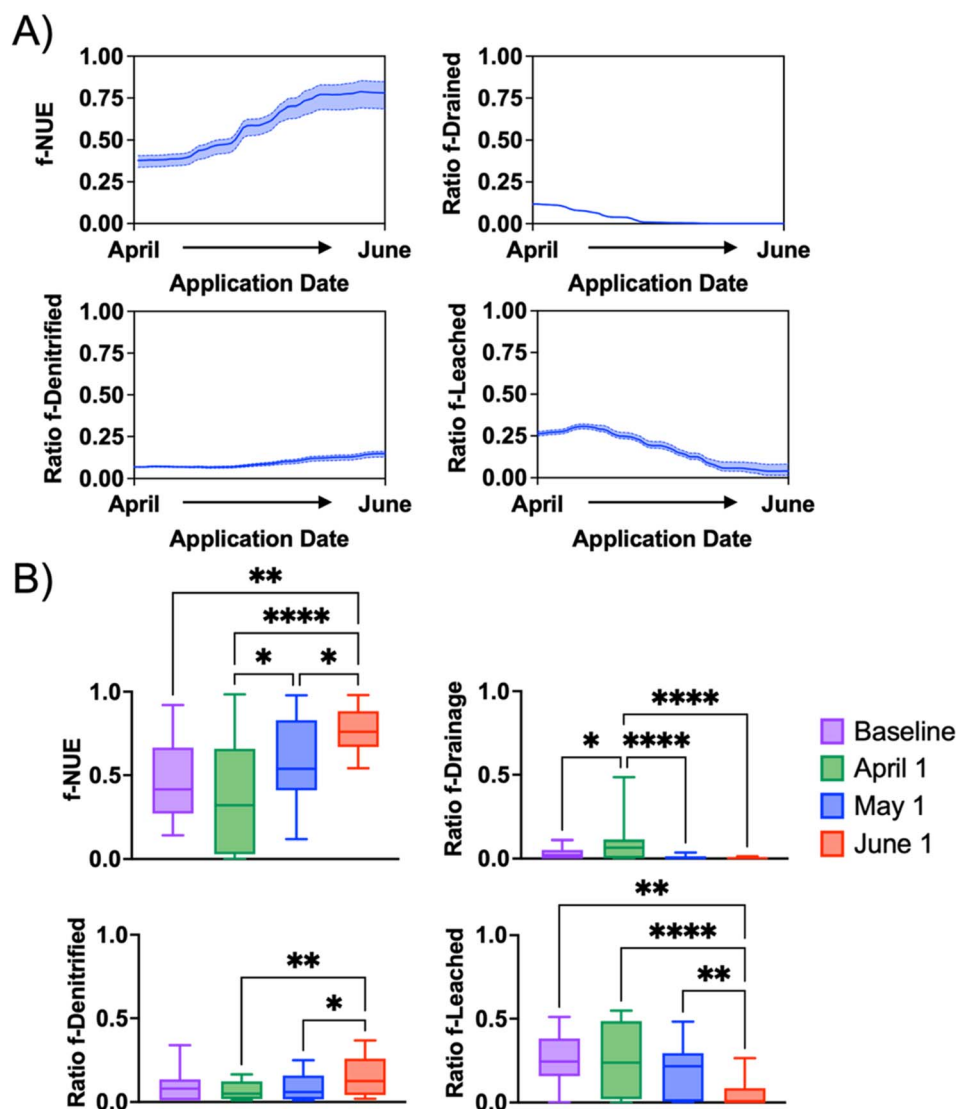 A)
f-NUE
1.00
0.75
0.50
0.25
0.00
April
June
Application Date
Ratio f-Drained
1.00
0.75
0.50
0.25
0.00
April
June
Application Date
Ratio f-Denitrified
1.00
0.75
0.50
0.25
0.00
April
June
Application Date
Ratio f-Leached
1.00
0.75
0.50
0.25
0.00
April
June
Application Date
B)
f-NUE
1.0
0.5
0.0
**
****
*
*
Ratio f-Drainage
1.0
0.5
0.0
****
*
****
Baseline
April 1
May 1
June 1
Ratio f-Denitrified
1.0
0.5
0.0
**
*
Ratio f-Leached
1.0
0.5
0.0
**
****
**